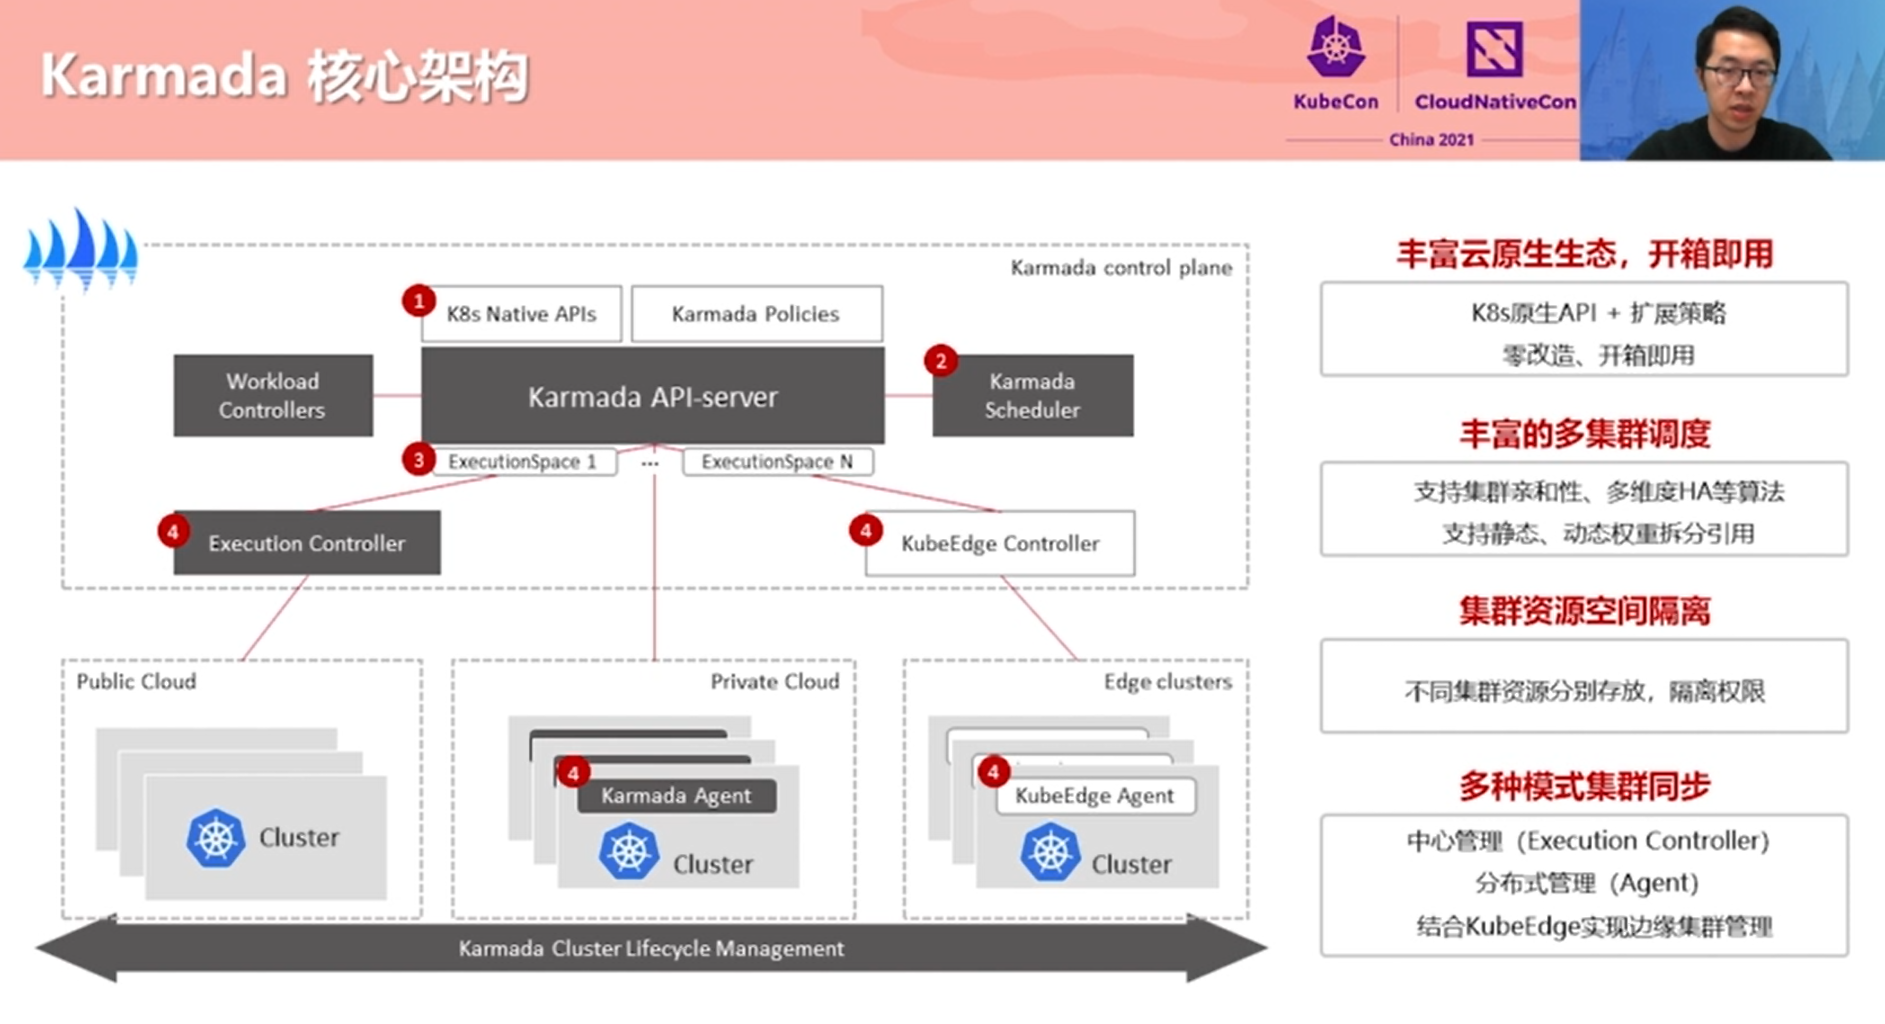 Karmada 核心架构
KubeCon
CloudNativeCon
China 2021
Karmada control plane
1
K8s Native APIs
Karmada Policies
Workload
Controllers
Karmada API-server
2
Karmada
Scheduler
3
ExecutionSpace 1
...
ExecutionSpace N
4
Execution Controller
4
KubeEdge Controller
Public Cloud
Cluster
Private Cloud
4
Karmada Agent
Cluster
Edge clusters
4
KubeEdge Agent
Cluster
Karmada Cluster Lifecycle Management
丰富云原生生态，开箱即用
K8s原生API + 扩展策略
零改造、开箱即用
丰富的多集群调度
支持集群亲和性、多维度HA等算法
支持静态、动态权重拆分引用
集群资源空间隔离
不同集群资源分别存放，隔离权限
多种模式集群同步
中心管理（Execution Controller）
分布式管理（Agent）
结合KubeEdge实现边缘集群管理